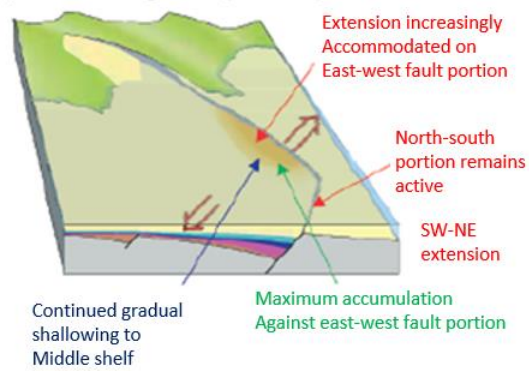 Extension increasingly
Accommodated on
East-west fault portion
North-south
portion remains
active
SW-NE
extension
Maximum accumulation
Against east-west fault portion
Continued gradual
shallowing to
Middle shelf